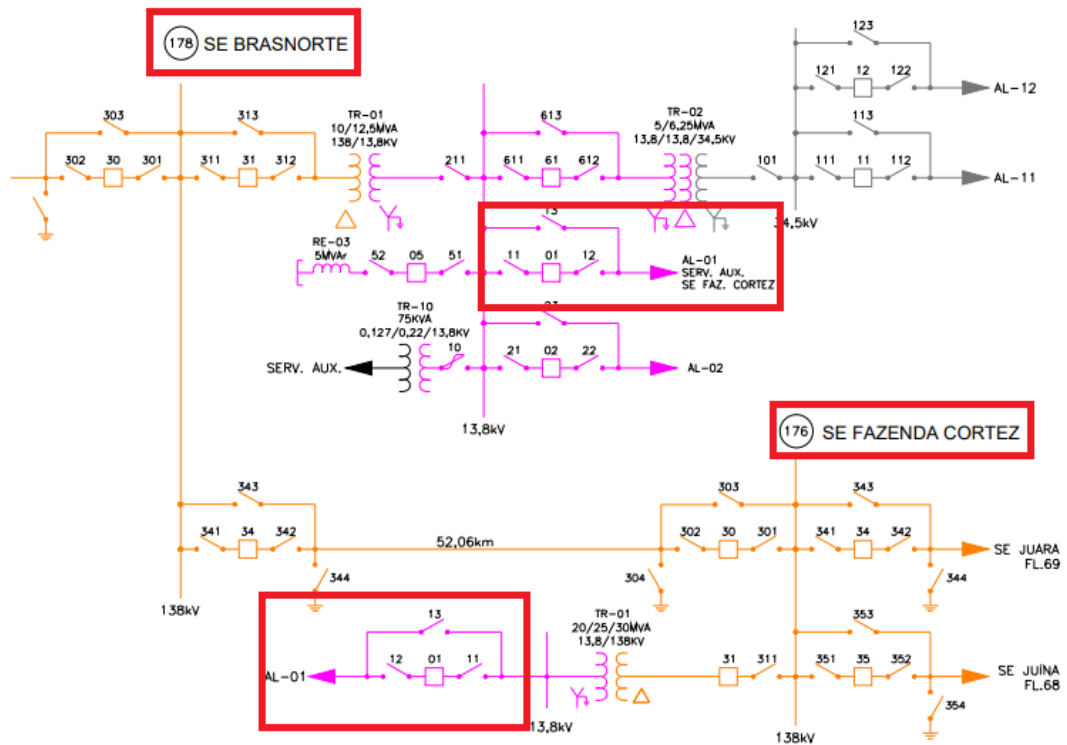 178 SE BRASNORTE
123
121 12 122
AL-12
303
313
TR-01
10/12,5MVA
138/13,8KV
613
TR-02
5/6,25MVA
13,8/13,8/34,5KV
113
302 30 301
311 31 312
211
611 61 612
101
111 11 112
AL-11
34,5kV
13
RE-03
5MVAr
52 05 51
11 01 12
AL-01
SERV. AUX.
SE FAZ. CORTEZ
TR-10
75KVA
0,127/0,22/13,8KV
10
23
SERV. AUX.
21 02 22
AL-02
13,8kV
176 SE FAZENDA CORTEZ
343
303
343
341 34 342
52,06km
302 30 301
341 34 342
SE JUARA
FL.69
344
304
344
138kV
13
TR-01
20/25/30MVA
13,8/138KV
353
AL-01
12 01 11
31 311
351 35 352
SE JUÍNA
FL.68
354
13,8kV
138kV